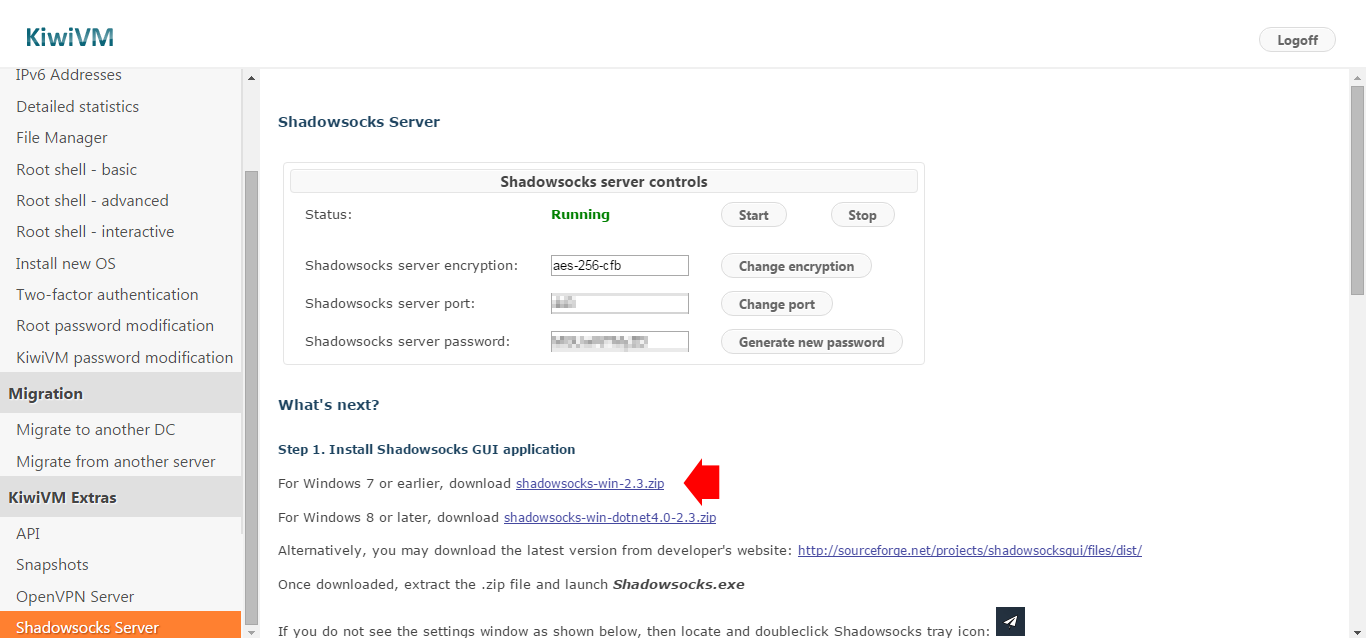 KiwiVM
Logoff
IPv6 Addresses
Detailed statistics
File Manager
Root shell - basic
Root shell - advanced
Root shell - interactive
Install new OS
Two-factor authentication
Root password modification
KiwiVM password modification
Migration
Migrate to another DC
Migrate from another server
KiwiVM Extras
API
Snapshots
OpenVPN Server
Shadowsocks Server
Shadowsocks Server
Shadowsocks server controls
Status: Running Start Stop
Shadowsocks server encryption: aes-256-cfb Change encryption
Shadowsocks server port: Change port
Shadowsocks server password: Generate new password
What's next?
Step 1. Install Shadowsocks GUI application
For Windows 7 or earlier, download shadowsocks-win-2.3.zip
For Windows 8 or later, download shadowsocks-win-dotnet4.0-2.3.zip
Alternatively, you may download the latest version from developer's website: http://sourceforge.net/projects/shadowsocksgui/files/dist/
Once downloaded, extract the .zip file and launch Shadowsocks.exe
If you do not see the settings window as shown below, then locate and doubleclick Shadowsocks tray icon: